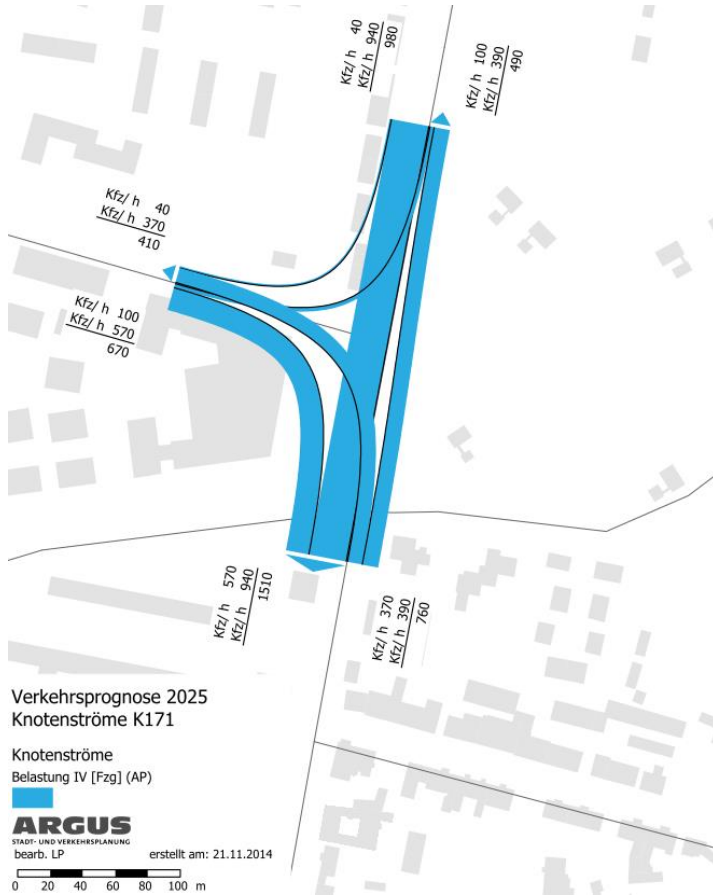 Kfz/ h 40
Kfz/ h 940
980
Kfz/ h 100
Kfz/ h 390
490
Kfz/ h 40
Kfz/ h 370
410
Kfz/ h 100
Kfz/ h 570
670
Kfz/ h 570
Kfz/ h 940
1510
Kfz/ h 370
Kfz/ h 390
760
Verkehrsprognose 2025
Knotenströme K171
Knotenströme
Belastung IV [Fzg] (AP)
ARGUS
STADT- UND VERKEHRSPLANUNG
bearb. LP erstellt am: 21.11.2014
0 20 40 60 80 100 m